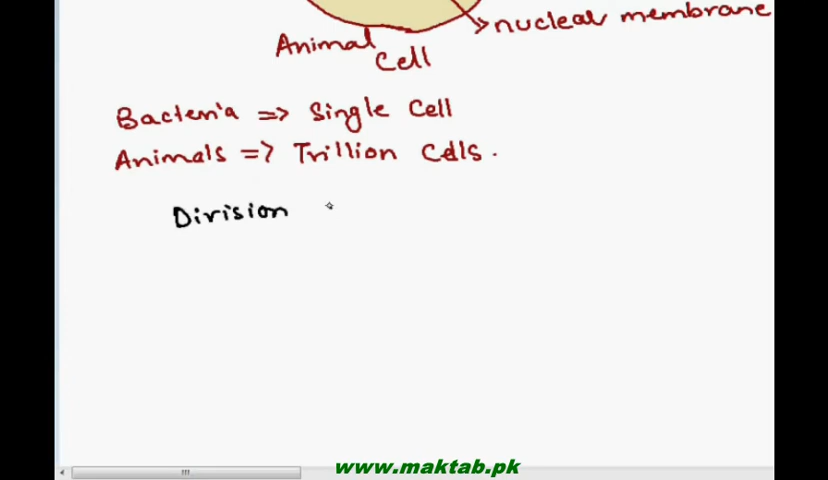 nuclear membrane
Animal
Cell
Bacteria => Single Cell
Animals => Trillion Cells.
Division
www.maktab.pk